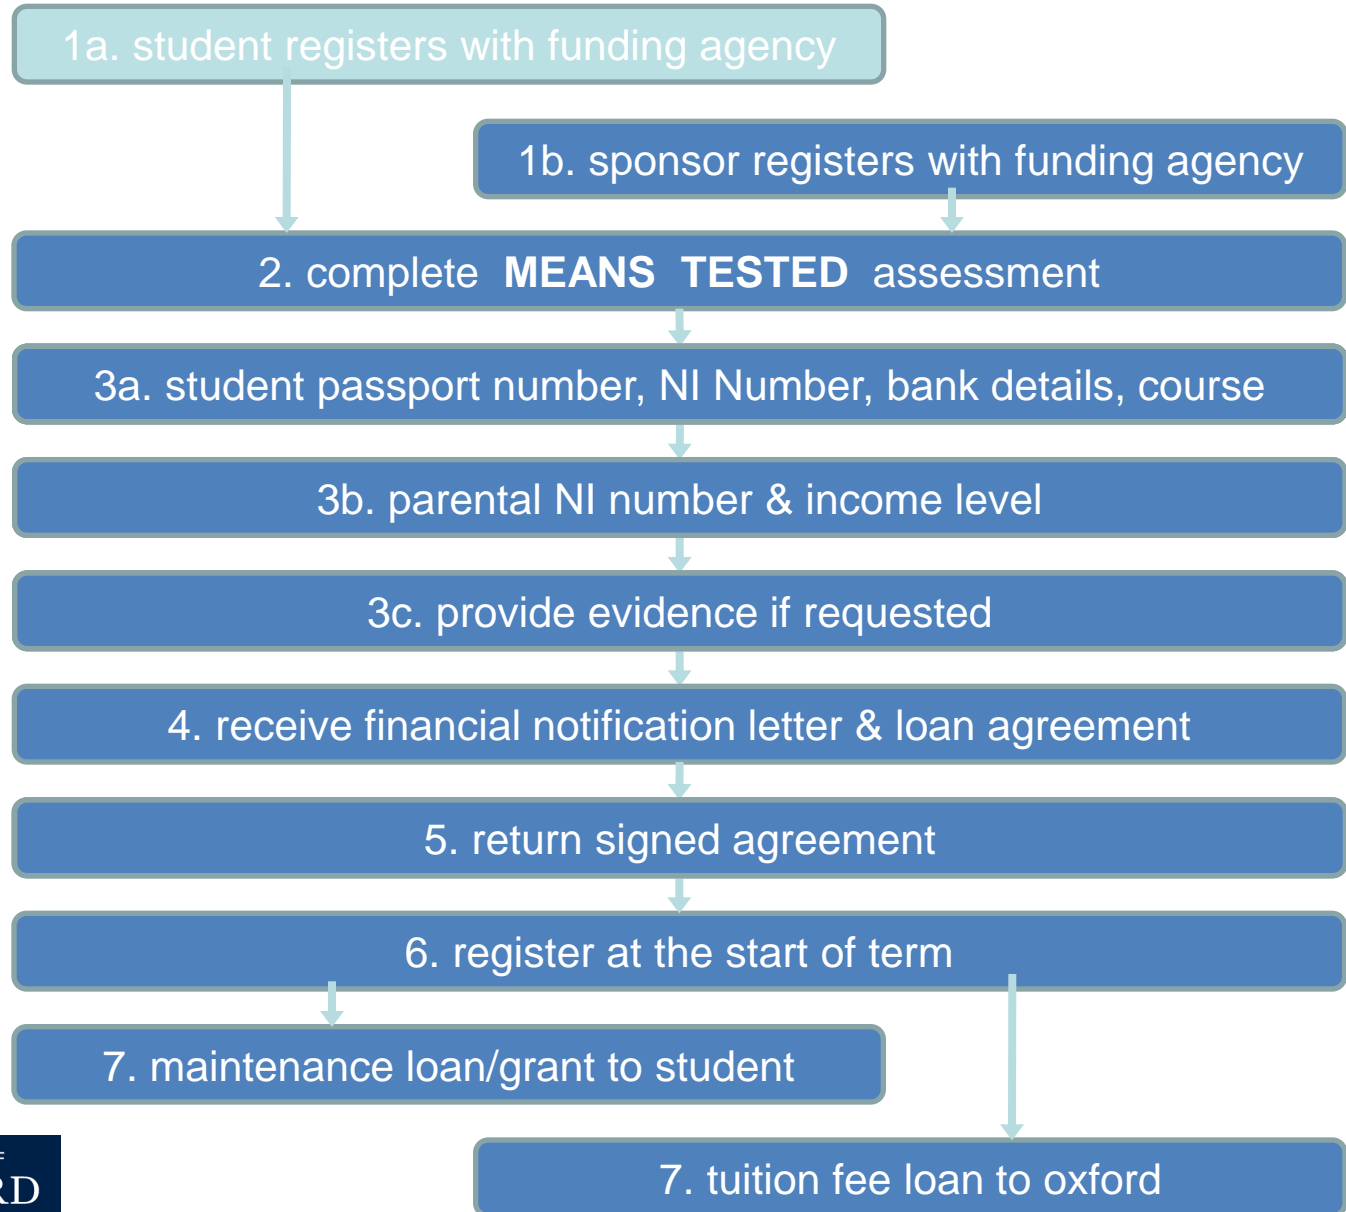 1a. student registers with funding agency
1b. sponsor registers with funding agency
2. complete MEANS TESTED assessment
3a. student passport number, NI Number, bank details, course
3b. parental NI number & income level
3c. provide evidence if requested
4. receive financial notification letter & loan agreement
5. return signed agreement
6. register at the start of term
7. maintenance loan/grant to student
7. tuition fee loan to oxford
RD